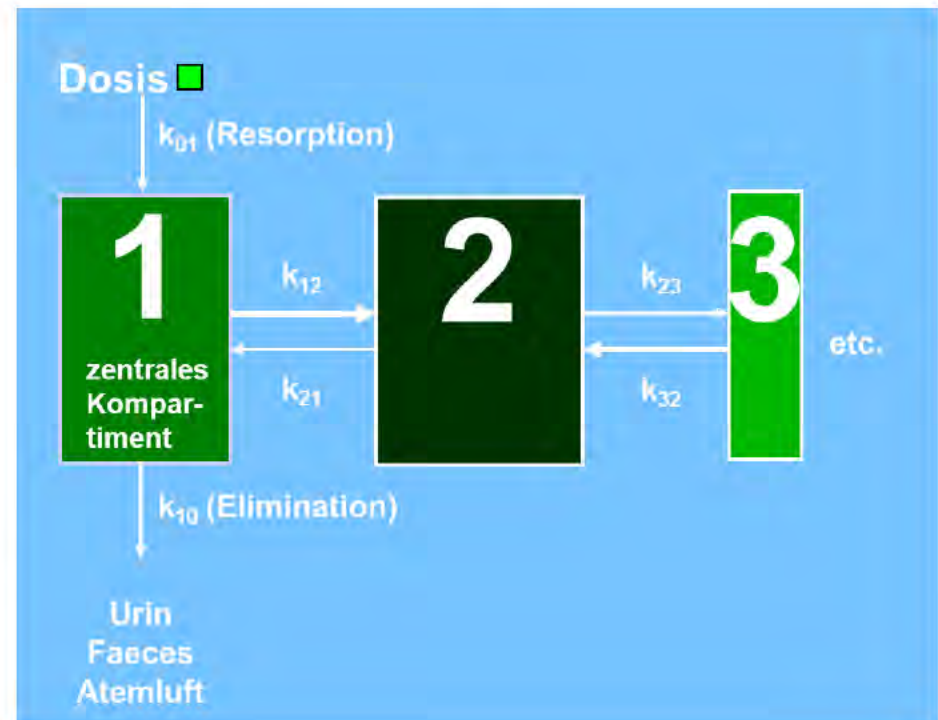 Dosis
k01 (Resorption)
1
zentrales
Kompar-
timent
k12
k21
2
k23
k32
3
etc.
k10 (Elimination)
Urin
Faeces
Atemluft